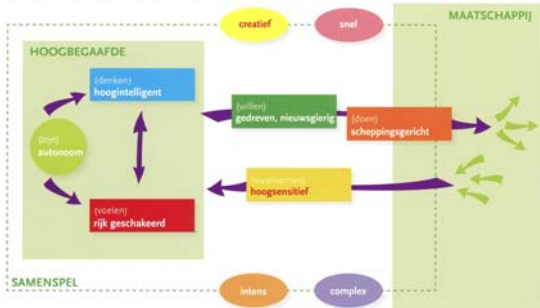 creatief
snel
MAATSCHAPPIJ
HOOGBEGAAFDE
(denken)
hoogintelligent
(willen)
gedreven, nieuwsgierig
(doen)
scheppingsgericht
(zijn)
autonoom
(waarnemen)
hoogsensitief
(voelen)
rijk geschakeerd
SAMENSPEL
intens
complex